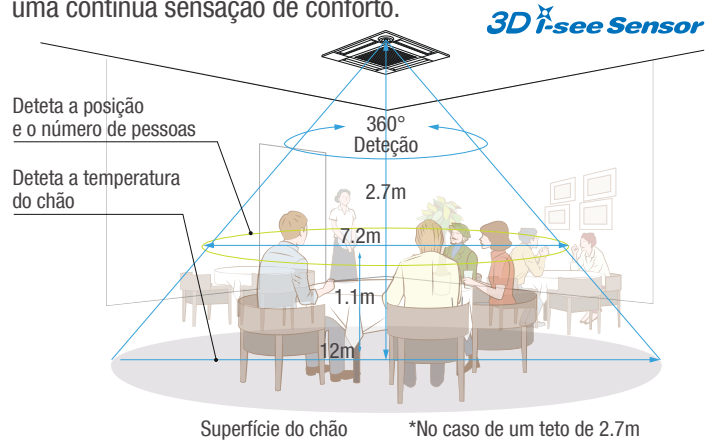 uma contínua sensação de conforto.
3D i-see Sensor
Deteta a posição
e o número de pessoas
360°
Deteção
Deteta a temperatura
do chão
2.7m
7.2m
1.1m
12m
Superfície do chão
*No caso de um teto de 2.7m